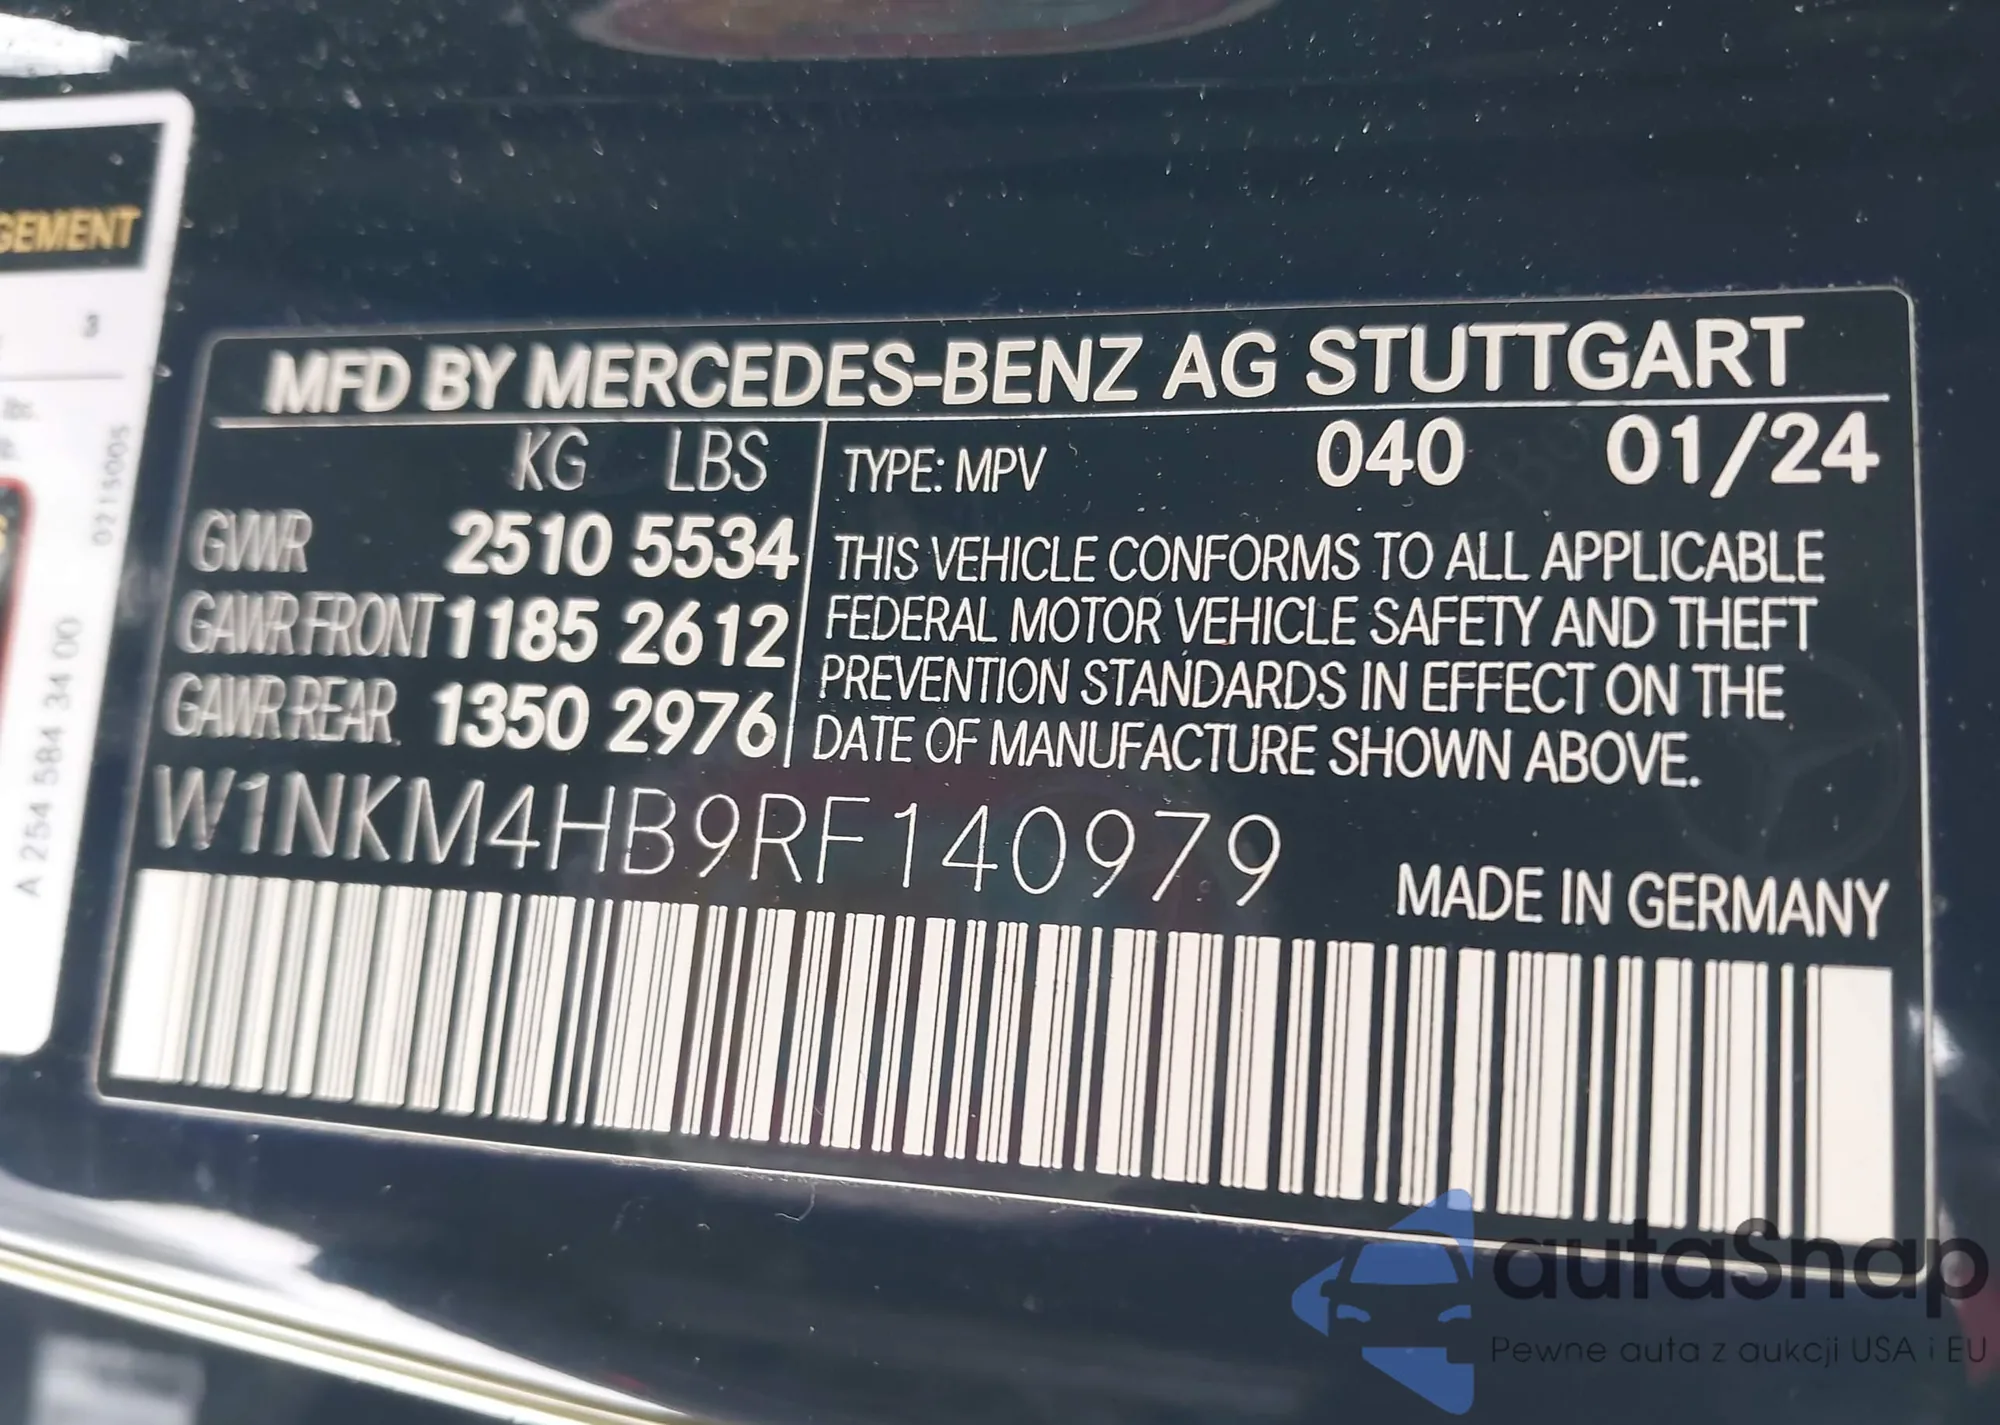 GEMENT
3
0215005
A 254 584 34 00
MFD BY MERCEDES-BENZ AG STUTTGART
KG LBS
GVWR 2510 5534
GAWR FRONT 1185 2612
GAWR REAR 1350 2976
TYPE: MPV 040 01/24
THIS VEHICLE CONFORMS TO ALL APPLICABLE
FEDERAL MOTOR VEHICLE SAFETY AND THEFT
PREVENTION STANDARDS IN EFFECT ON THE
DATE OF MANUFACTURE SHOWN ABOVE.
W1NKM4HB9RF140979
MADE IN GERMANY
autaSnap
Pewne auta z aukcji USA i EU